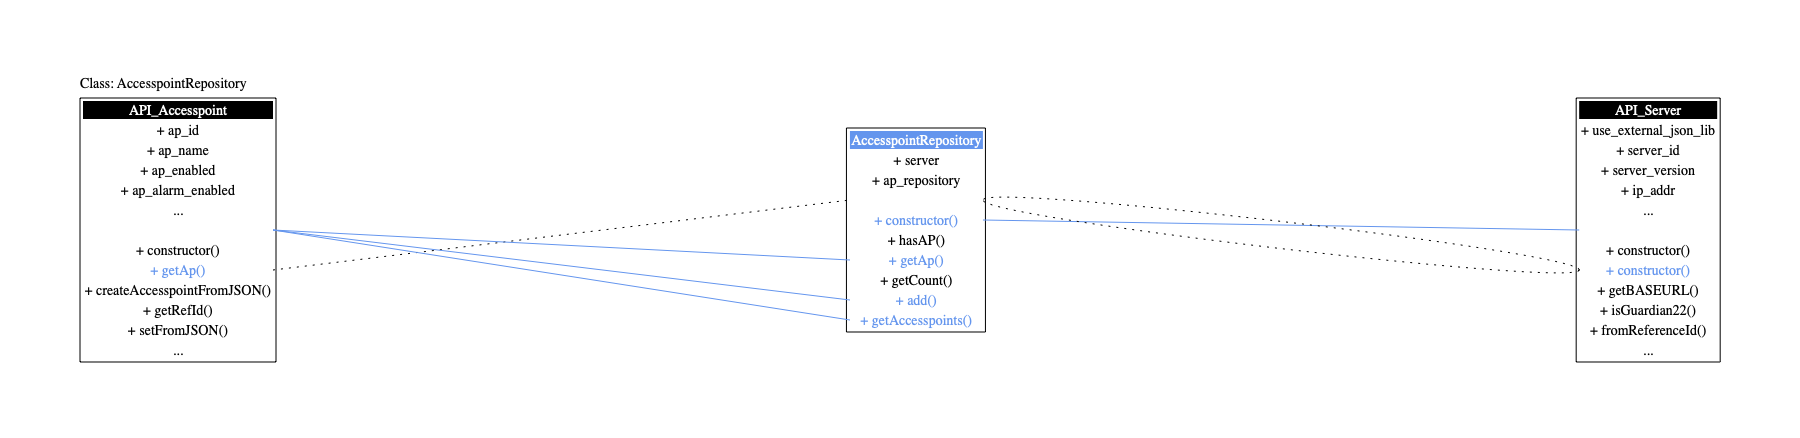 Class: AccesspointRepository
API_Accesspoint
+ ap_id
+ ap_name
+ ap_enabled
+ ap_alarm_enabled
...
+ constructor()
+ getAp()
+ createAccesspointFromJSON()
+ getRefId()
+ setFromJSON()
...
AccesspointRepository
+ server
+ ap_repository
+ constructor()
+ hasAP()
+ getAp()
+ getCount()
+ add()
+ getAccesspoints()
API_Server
+ use_external_json_lib
+ server_id
+ server_version
+ ip_addr
...
+ constructor()
+ constructor()
+ getBASEURL()
+ isGuardian22()
+ fromReferenceId()
...